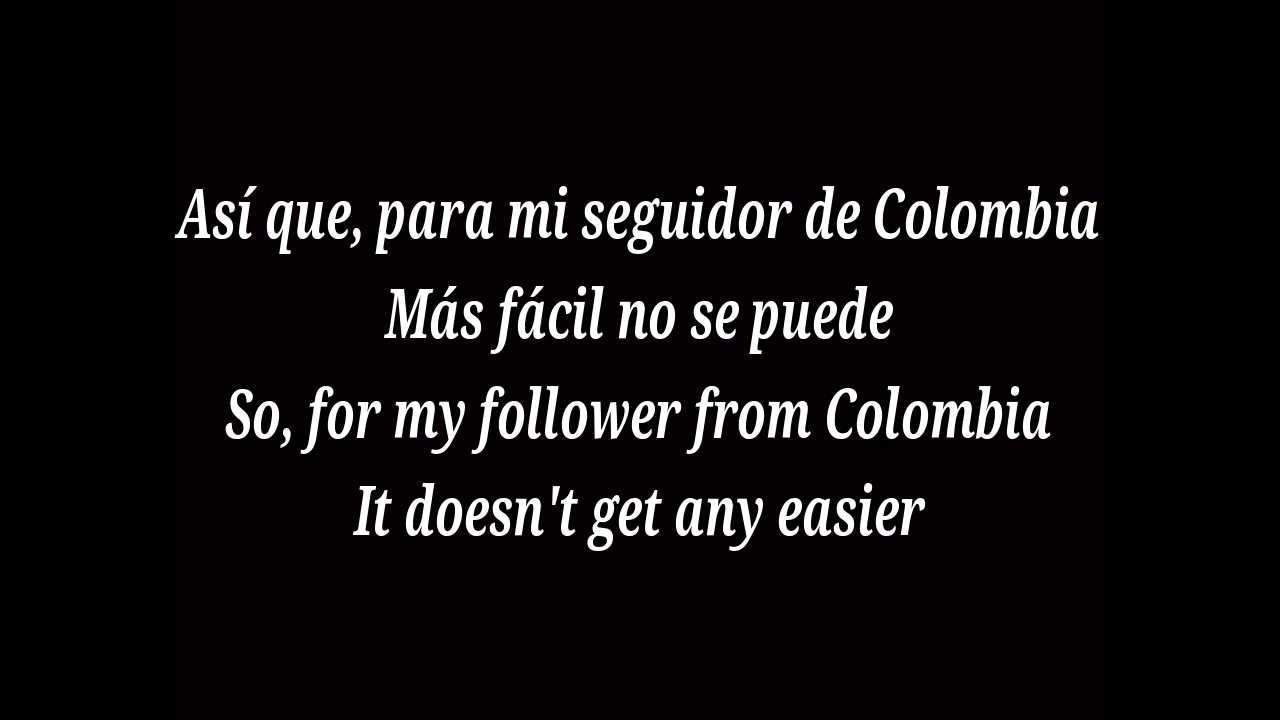 Así que, para mi seguidor de Colombia
Más fácil no se puede
So, for my follower from Colombia
It doesn't get any easier